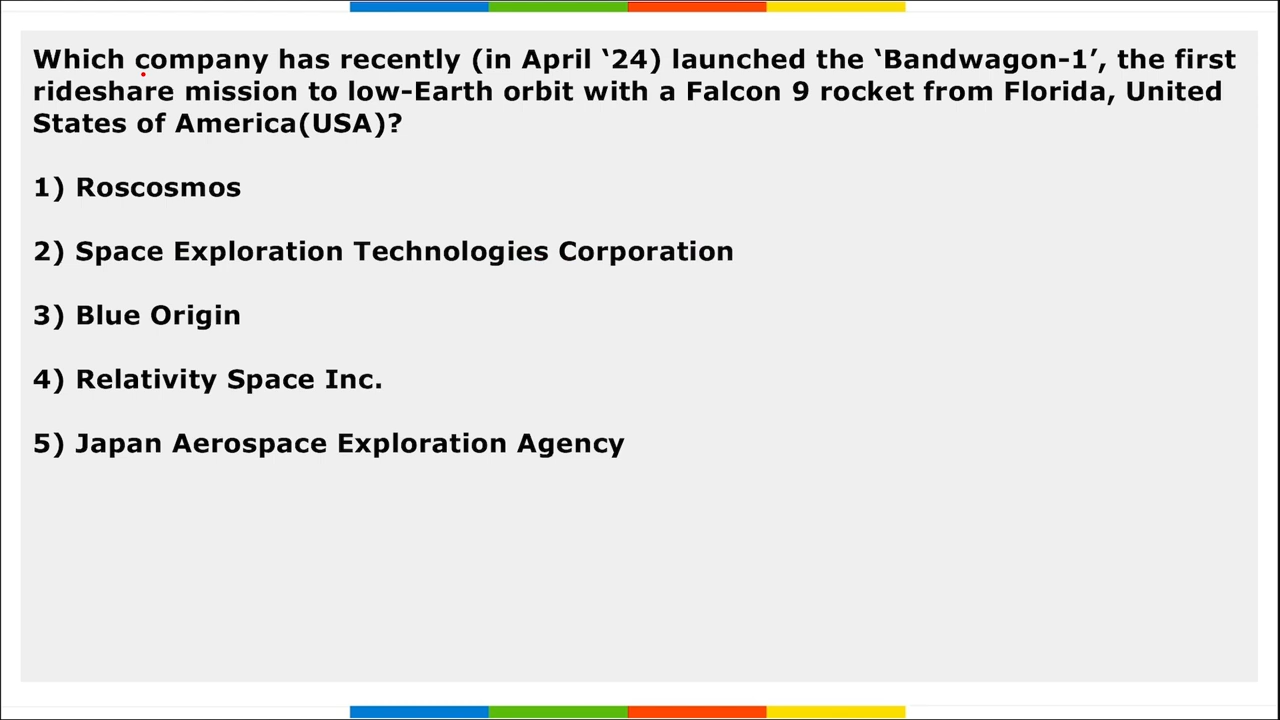 Which company has recently (in April ‘24) launched the ‘Bandwagon-1’, the first
rideshare mission to low-Earth orbit with a Falcon 9 rocket from Florida, United
States of America(USA)?
1) Roscosmos
2) Space Exploration Technologies Corporation
3) Blue Origin
4) Relativity Space Inc.
5) Japan Aerospace Exploration Agency